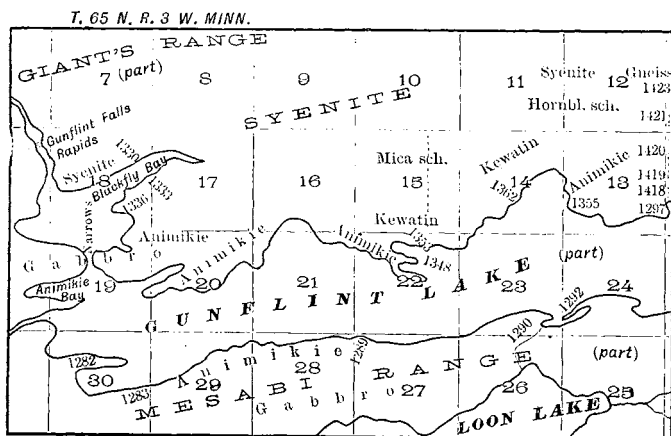 T. 65 N. R. 3 W. MINN.
GIANT'S RANGE
7 (part)
8
9
10
11
12
Syenite
Gneiss
1423
Hornbl. sch.
1421
SYENITE
Gunflint Falls
Rapids
1330
Syenite
18
Blackfly Bay
1333
1336
Narrows
17
16
Mica sch.
15
Kewatin
14
1362
Animikie
13
1420
1419
1418
1355
1297
Kewatin
1353
1348
Animikie
22
Animikie
Animikie
Gabbro
Animikie Bay
19
20
21
23
24
(part)
GUNFLINT LAKE
1292
1290
1289
1282
30
1283
Animikie
29
28
27
26
25
(part)
MESABI RANGE
Gabbro
LOON LAKE